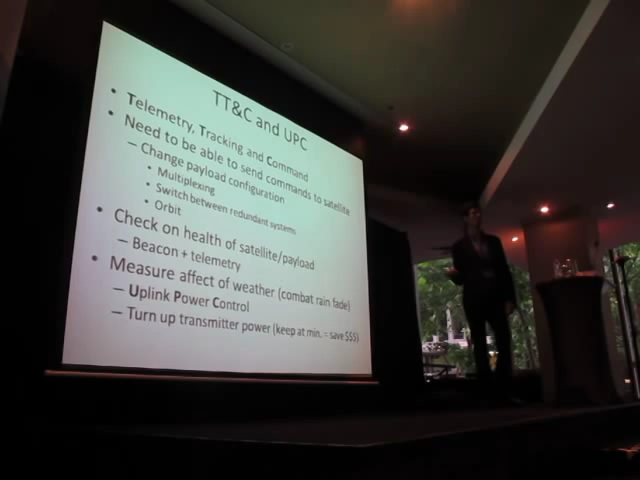 TT&C and UPC
• Telemetry, Tracking and Command
• Need to be able to send commands to satellite
– Change payload configuration
• Multiplexing
• Switch between redundant systems
• Orbit
• Check on health of satellite/payload
– Beacon + telemetry
• Measure affect of weather (combat rain fade)
– Uplink Power Control
– Turn up transmitter power (keep at min. = save $$$)